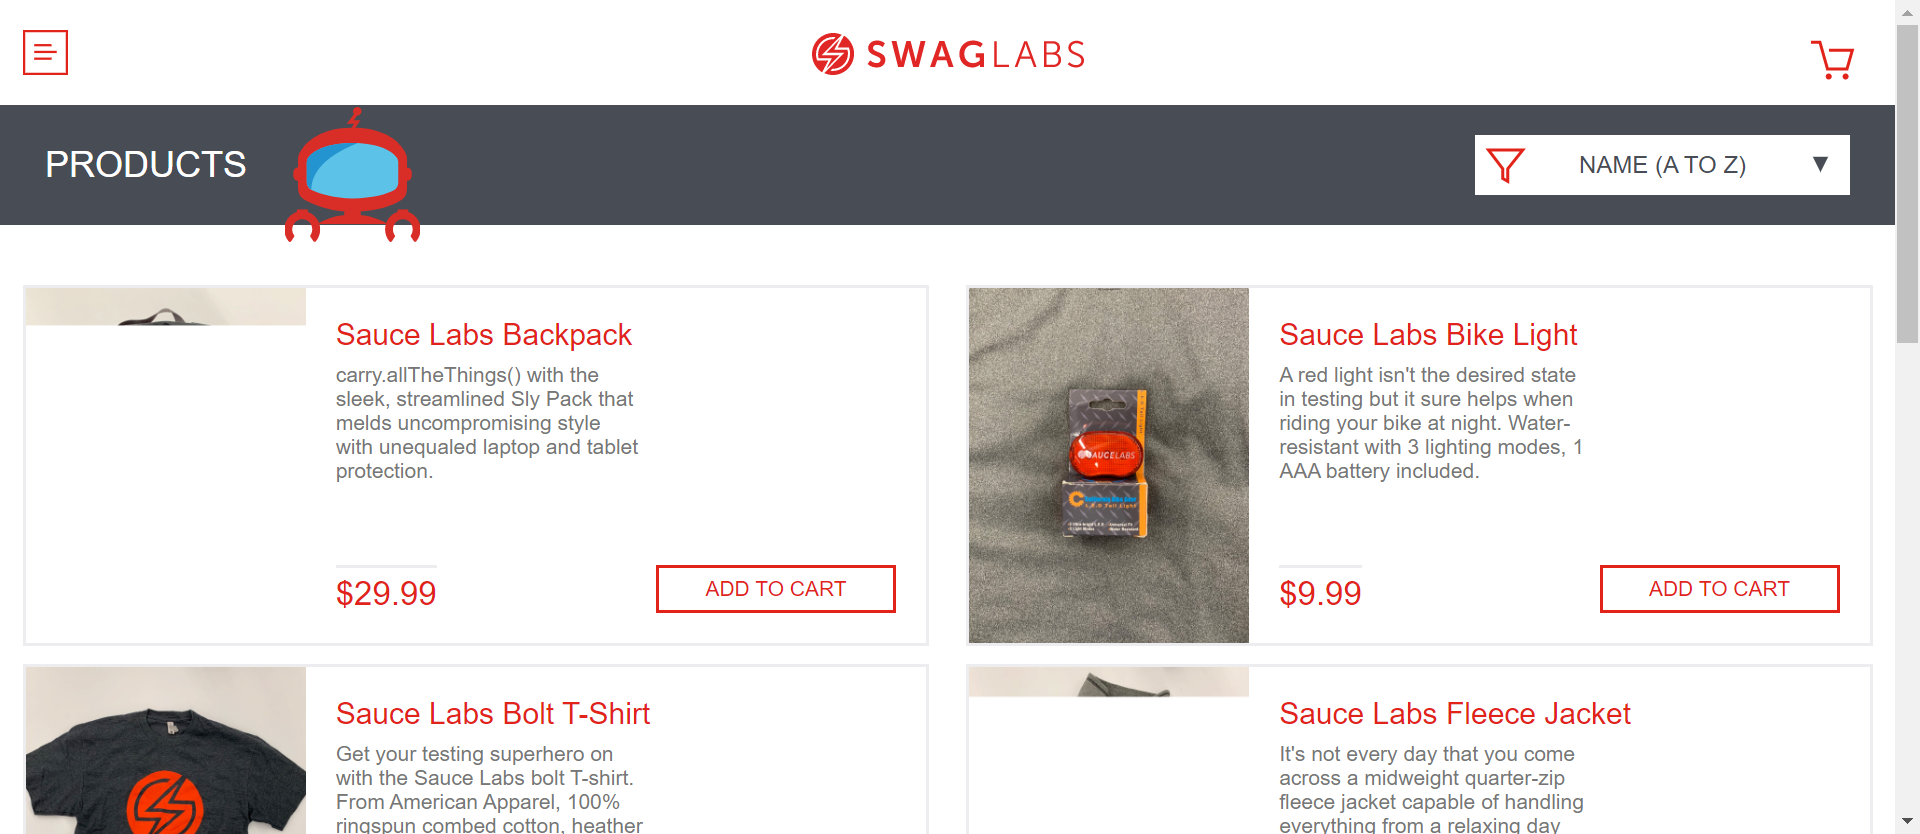 SWAGLABS
PRODUCTS
NAME (A TO Z)
Sauce Labs Backpack
carry.allTheThings() with the
sleek, streamlined Sly Pack that
melds uncompromising style
with unequaled laptop and tablet
protection.
$29.99
ADD TO CART
SAUCELABS
Sauce Labs Bike Light
A red light isn't the desired state
in testing but it sure helps when
riding your bike at night. Water-
resistant with 3 lighting modes, 1
AAA battery included.
$9.99
ADD TO CART
Sauce Labs Bolt T-Shirt
Get your testing superhero on
with the Sauce Labs bolt T-shirt.
From American Apparel, 100%
ringspun combed cotton, heather
Sauce Labs Fleece Jacket
It's not every day that you come
across a midweight quarter-zip
fleece jacket capable of handling
everything from a relaxing day